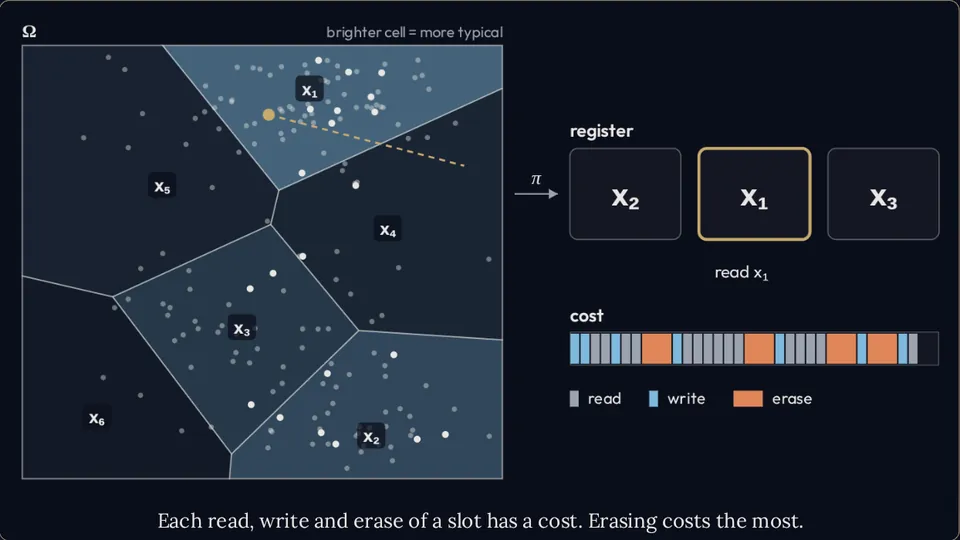 Ω
brighter cell = more typical
x₁
x₅
x₄
x₃
x₆
x₂
π
register
x₂ x₁ x₃
read x₁
cost
read write erase
Each read, write and erase of a slot has a cost. Erasing costs the most.